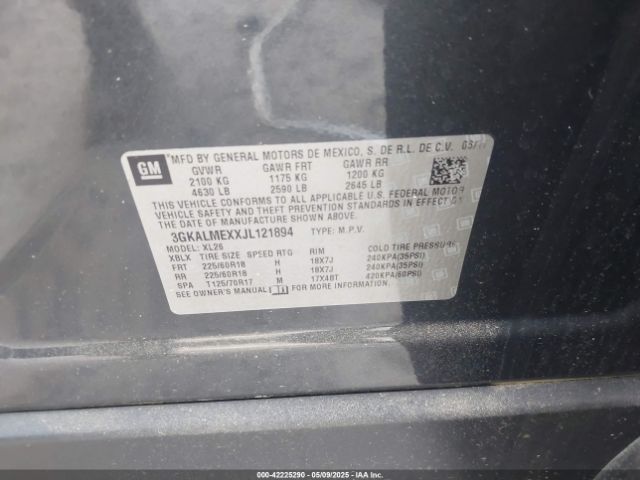 GM
MFD BY GENERAL MOTORS DE MEXICO, S. DE R.L. DE C.V.
GVWR GAWR FRT GAWR RR
2100 KG 1175 KG 1200 KG
4630 LB 2590 LB 2645 LB
THIS VEHICLE CONFORMS TO ALL APPLICABLE U.S. FEDERAL MOTOR
VEHICLE SAFETY AND THEFT PREVENTION STANDARDS IN EFFECT ON
THE DATE OF MANUFACTURE SHOWN ABOVE.
3GKALMEXXJL121894 TYPE: M.P.V.
MODEL: XL26
XBLX TIRE SIZE SPEED RTG RIM COLD TIRE PRESSURE
FRT 225/60R18 H 18X7J 240KPA(35PSI)
RR 225/60R18 H 18X7J 240KPA(35PSI)
SPA T125/70R17 M 17X4BT 420KPA(60PSI)
SEE OWNER'S MANUAL FOR MORE INFORMATION
000-42225290 05/09/2025 IAAI.COM